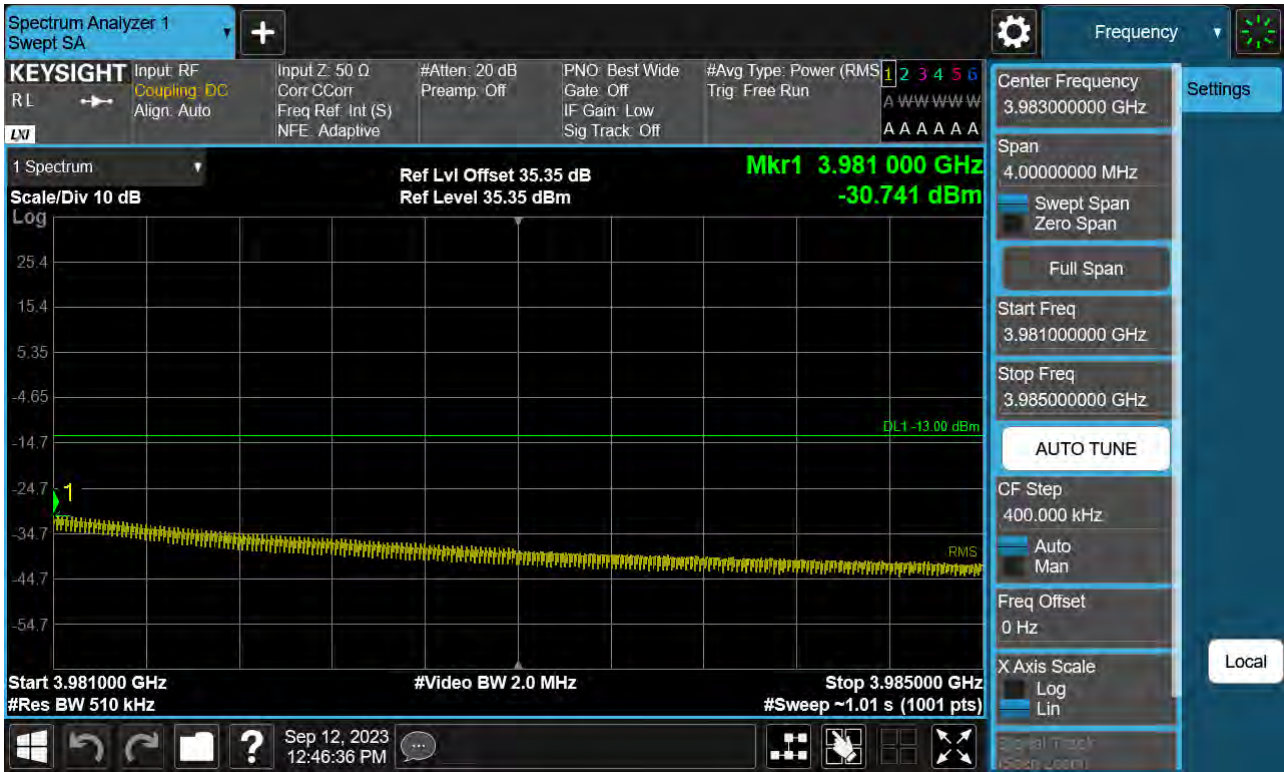 Spectrum Analyzer 1
Swept SA
+
Frequency
KEYSIGHT
RL
LXI
Input: RF
Coupling: DC
Align: Auto
Input Z: 50 Ω
Corr CCorr
Freq Ref: Int (S)
NFE: Adaptive
#Atten: 20 dB
Preamp: Off
PNO: Best Wide
Gate: Off
IF Gain: Low
Sig Track: Off
#Avg Type: Power (RMS
Trig: Free Run
1 2 3 4 5 6
A W W W W W
A A A A A A
1 Spectrum
Scale/Div 10 dB
Log
Ref Lvl Offset 35.35 dB
Ref Level 35.35 dBm
Mkr1 3.981 000 GHz
-30.741 dBm
25.4
15.4
5.35
-4.65
-14.7
-24.7
-34.7
-44.7
-54.7
DL1 -13.00 dBm
1
RMS
Start 3.981000 GHz
#Res BW 510 kHz
#Video BW 2.0 MHz
Stop 3.985000 GHz
#Sweep ~1.01 s (1001 pts)
Center Frequency
3.983000000 GHz
Span
4.00000000 MHz
Swept Span
Zero Span
Full Span
Start Freq
3.981000000 GHz
Stop Freq
3.985000000 GHz
AUTO TUNE
CF Step
400.000 kHz
Auto
Man
Freq Offset
0 Hz
X Axis Scale
Log
Lin
Signal Track
(Span Zoom)
Settings
Local
?
Sep 12, 2023
12:46:36 PM